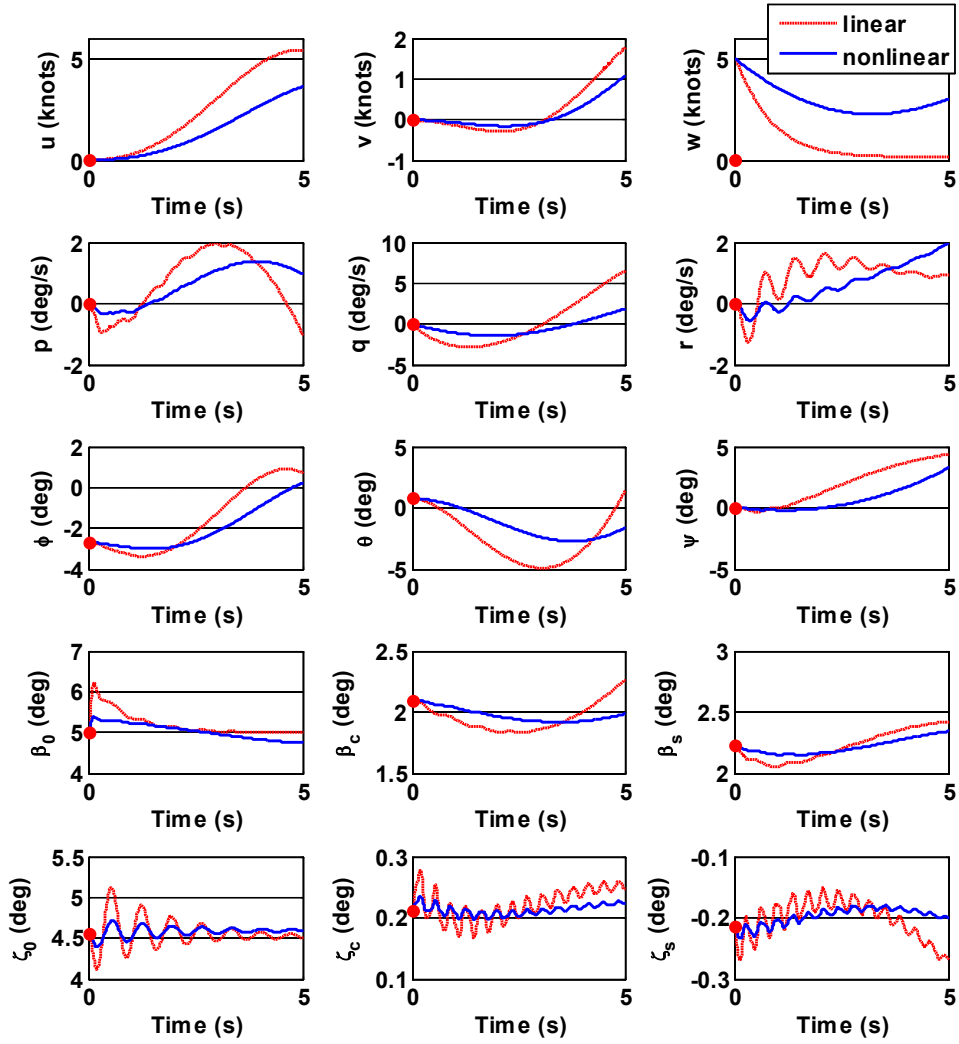 linear
nonlinear
u (knots)
5
0
0
5
Time (s)
v (knots)
2
1
0
-1
0
5
Time (s)
w (knots)
5
0
0
5
Time (s)
p (deg/s)
2
0
-2
0
5
Time (s)
q (deg/s)
10
5
0
-5
0
5
Time (s)
r (deg/s)
2
0
-2
0
5
Time (s)
ϕ (deg)
2
0
-2
-4
0
5
Time (s)
θ (deg)
5
0
-5
0
5
Time (s)
ψ (deg)
5
0
-5
0
5
Time (s)
β0 (deg)
7
6
5
4
0
5
Time (s)
βc (deg)
2.5
2
1.5
0
5
Time (s)
βs (deg)
3
2.5
2
0
5
Time (s)
ζ0 (deg)
5.5
5
4.5
4
0
5
Time (s)
ζc (deg)
0.3
0.2
0.1
0
5
Time (s)
ζs (deg)
-0.1
-0.2
-0.3
0
5
Time (s)